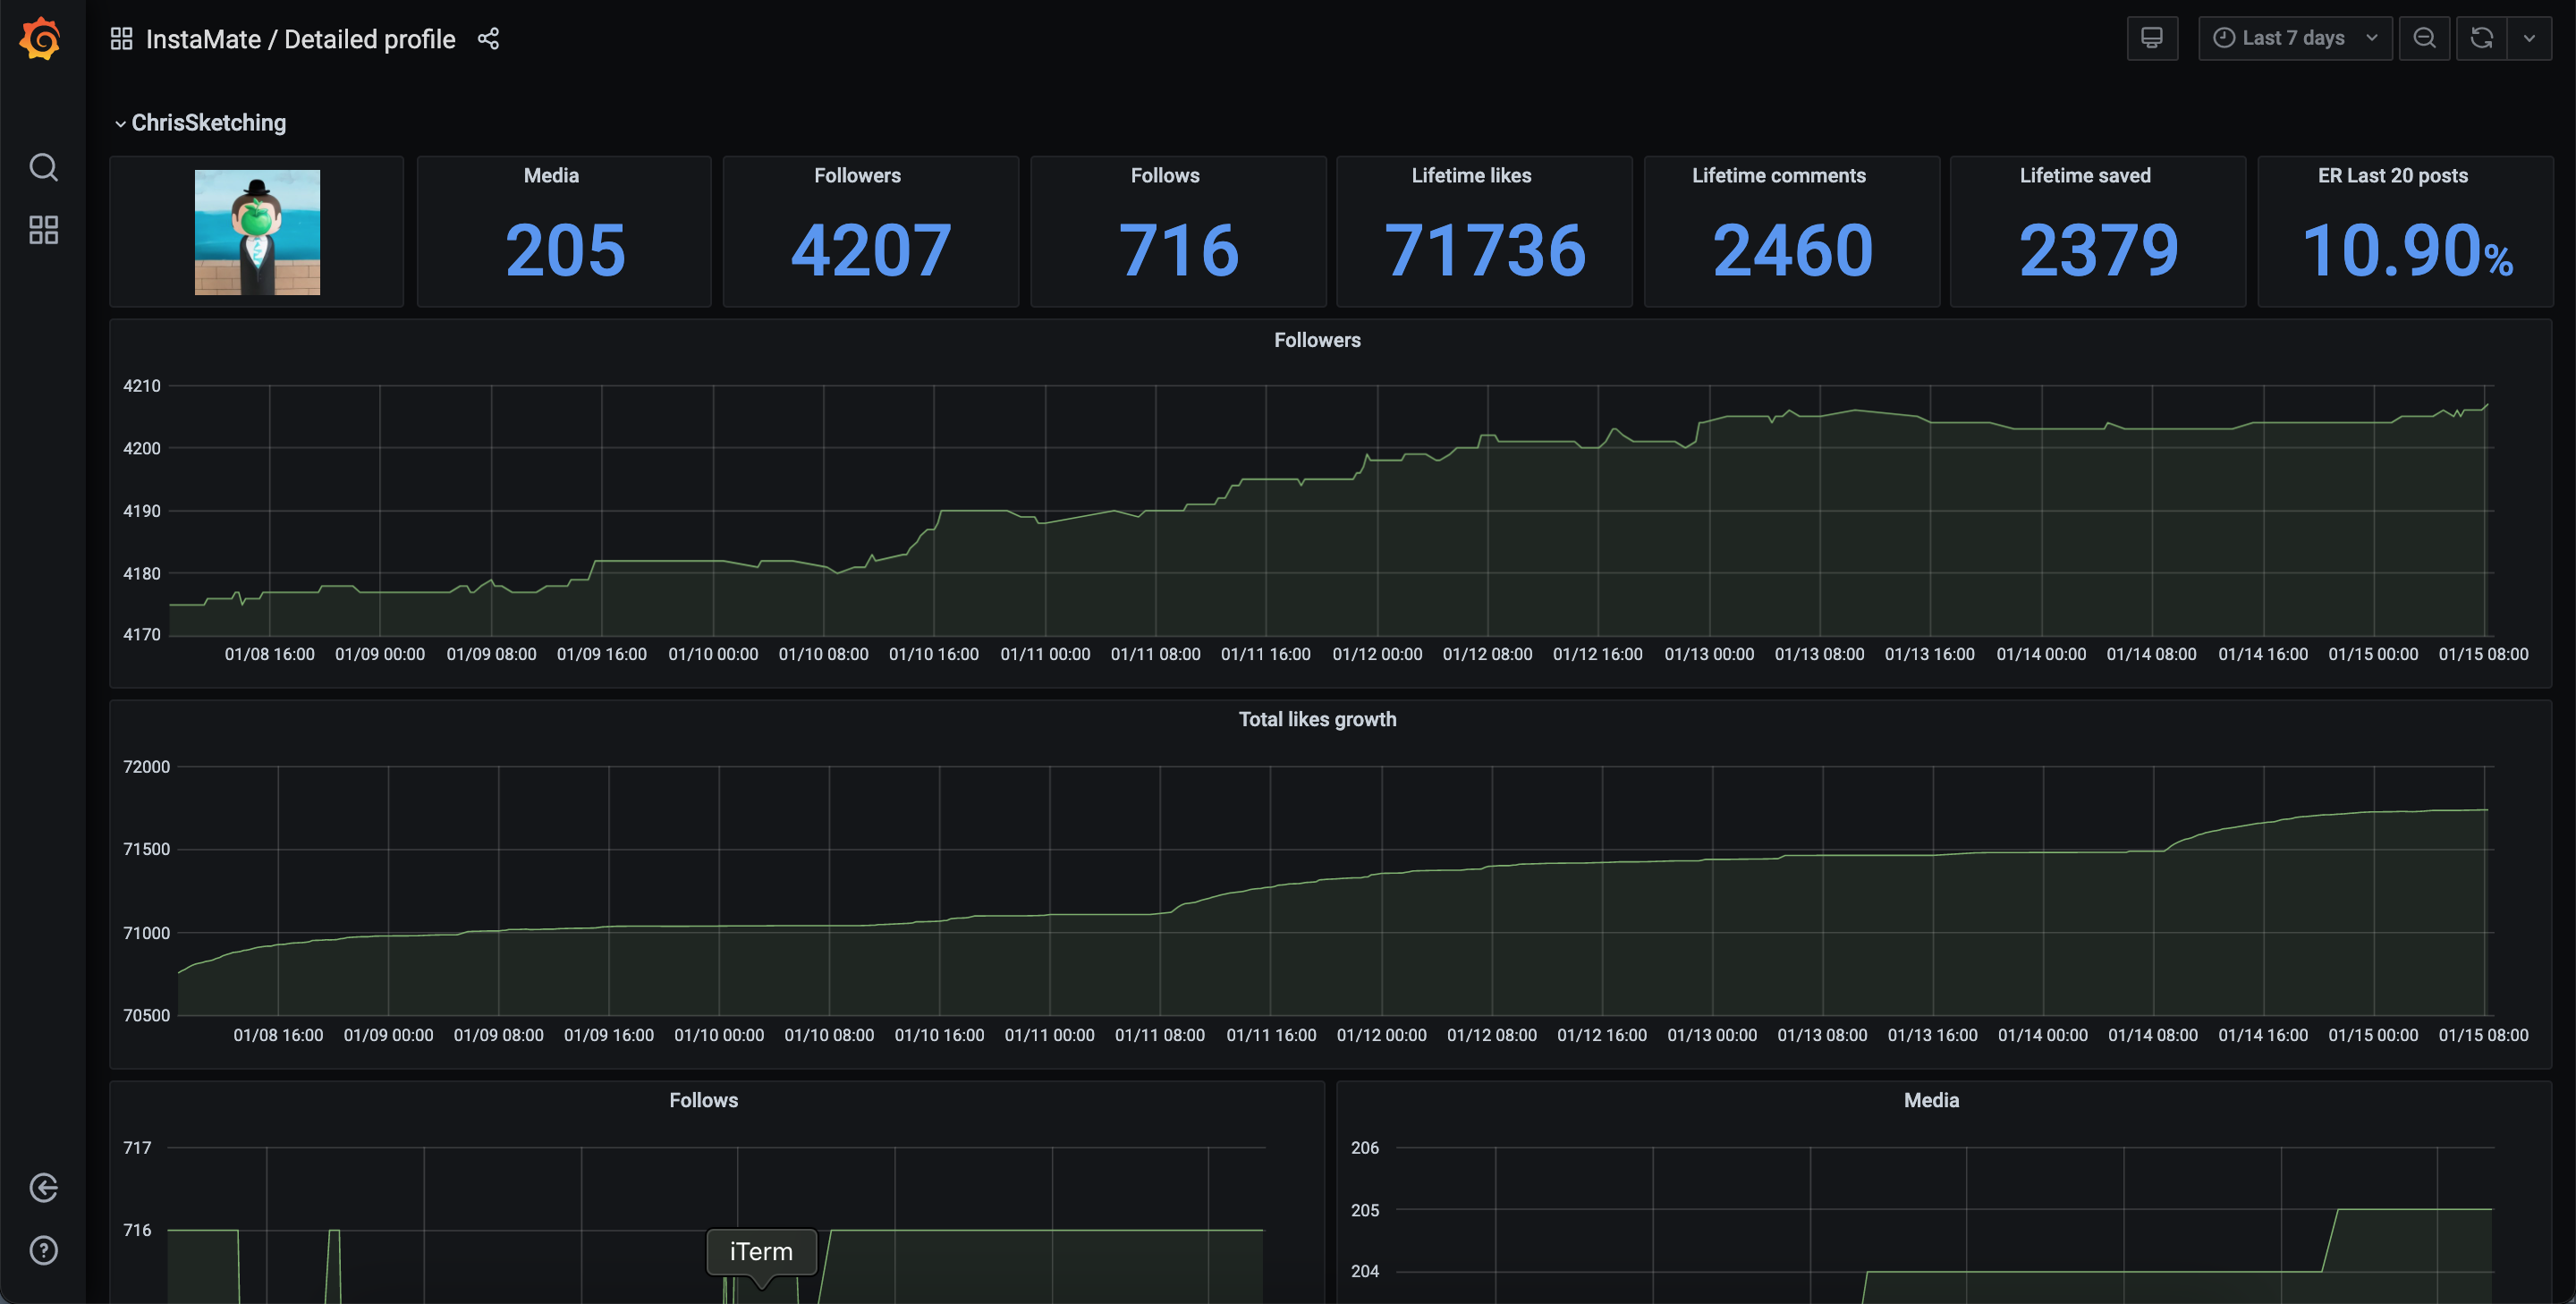 InstaMate / Detailed profile
Last 7 days
ChrisSketching
Media
205
Followers
4207
Follows
716
Lifetime likes
71736
Lifetime comments
2460
Lifetime saved
2379
ER Last 20 posts
10.90%
Followers
4210
4200
4190
4180
4170
01/08 16:00 01/09 00:00 01/09 08:00 01/09 16:00 01/10 00:00 01/10 08:00 01/10 16:00 01/11 00:00 01/11 08:00 01/11 16:00 01/12 00:00 01/12 08:00 01/12 16:00 01/13 00:00 01/13 08:00 01/13 16:00 01/14 00:00 01/14 08:00 01/14 16:00 01/15 00:00 01/15 08:00
Total likes growth
72000
71500
71000
70500
01/08 16:00 01/09 00:00 01/09 08:00 01/09 16:00 01/10 00:00 01/10 08:00 01/10 16:00 01/11 00:00 01/11 08:00 01/11 16:00 01/12 00:00 01/12 08:00 01/12 16:00 01/13 00:00 01/13 08:00 01/13 16:00 01/14 00:00 01/14 08:00 01/14 16:00 01/15 00:00 01/15 08:00
Follows
717
716
iTerm
Media
206
205
204